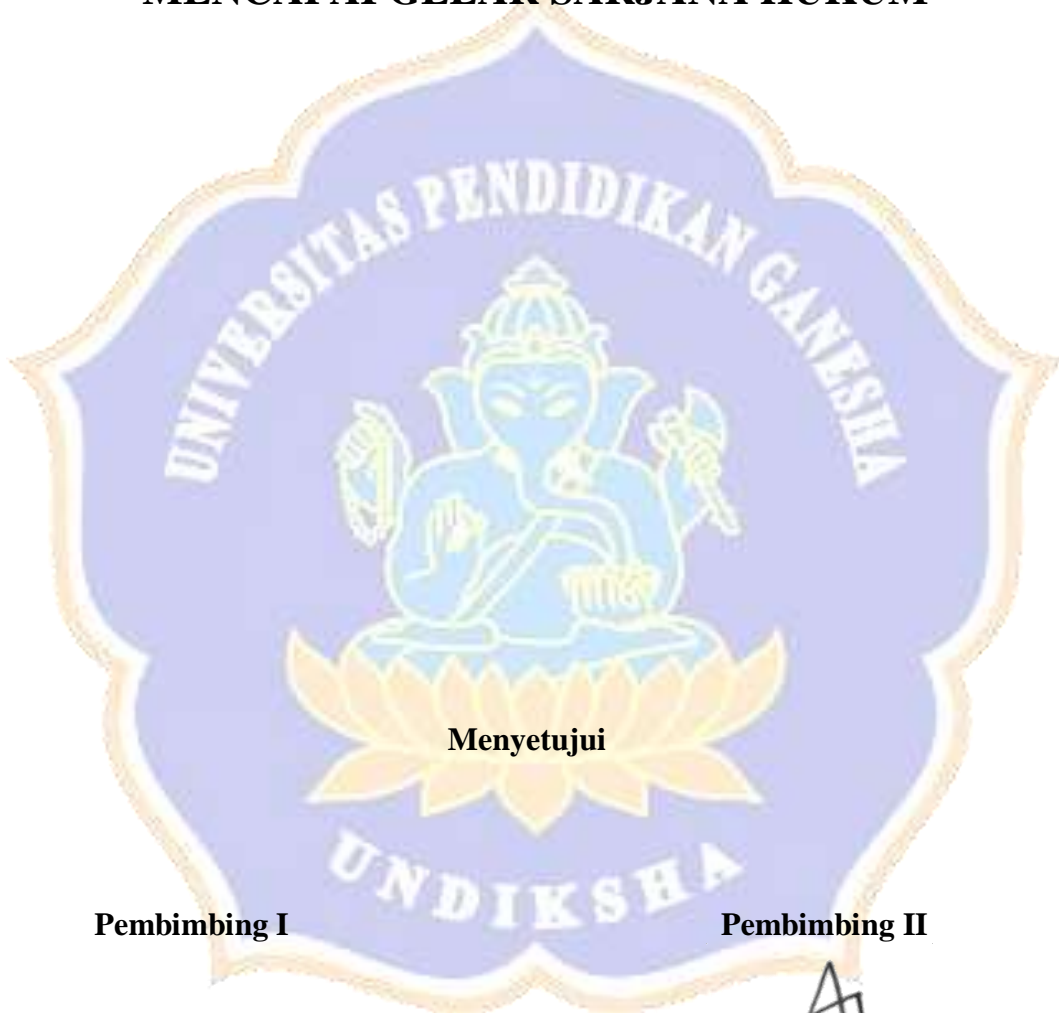 MENCAPAI GELAR SARJANA HUKUM
UNIVERSITAS PENDIDIKAN GANESHA
Menyetujui
UNDIKSHA
Pembimbing I Pembimbing II